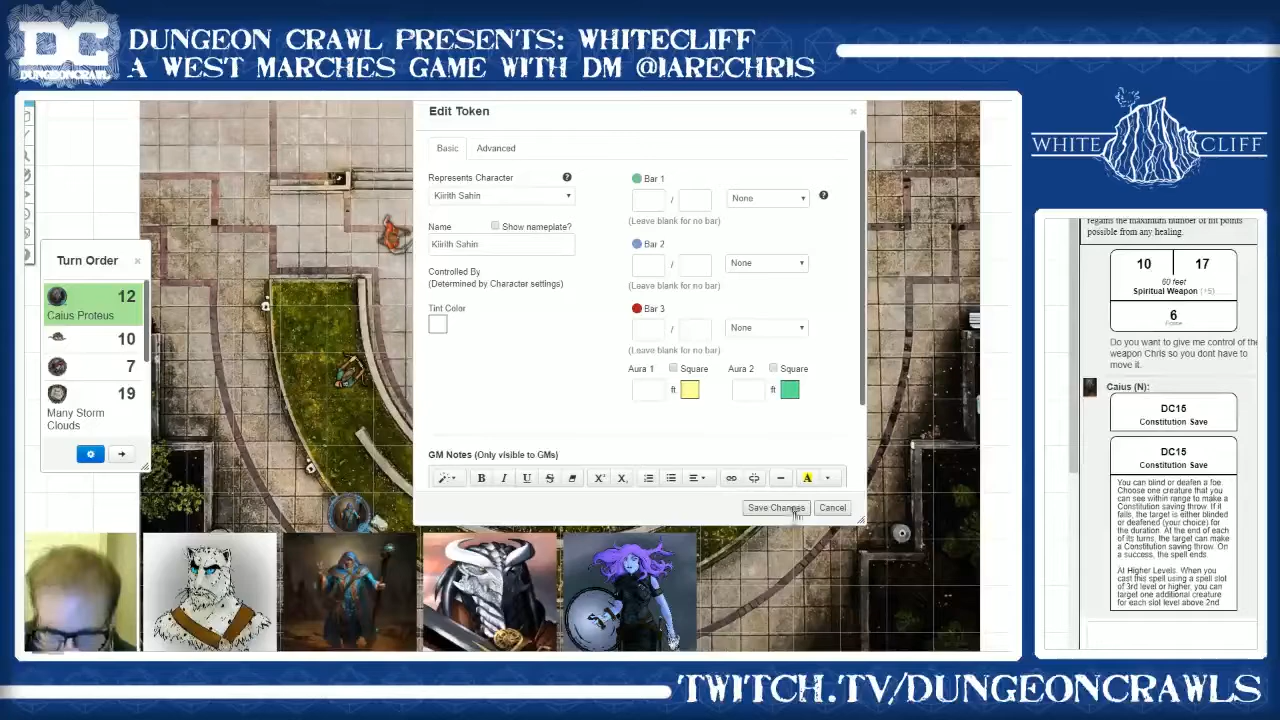 DC
DUNGEONCRAWL
DUNGEON CRAWL PRESENTS: WHITECLIFF
A WEST MARCHES GAME WITH DM @IARECHRIS
WHITE CLIFF
Turn Order ×
12
Caius Proteus
10
7
19
Many Storm
Clouds
Edit Token ×
Basic Advanced
Represents Character
Kiirith Sahin
Name Show nameplate?
Kiirith Sahin
Controlled By
(Determined by Character settings)
Tint Color
Bar 1
/ None
(Leave blank for no bar)
Bar 2
/ None
(Leave blank for no bar)
Bar 3
/ None
(Leave blank for no bar)
Aura 1 Square Aura 2 Square
ft ft
GM Notes (Only visible to GMs)
B I U S X² X₂ A
Save Changes Cancel
regains the maximum number of hit points
possible from any healing.
10 17
60 feet
Spiritual Weapon (+5)
6
Force
Do you want to give me control of the
weapon Chris so you dont have to
move it.
Caius (N):
DC15
Constitution Save
DC15
Constitution Save
You can blind or deafen a foe.
Choose one creature that you
can see within range to make a
Constitution saving throw. If it
fails, the target is either blinded
or deafened (your choice) for
the duration. At the end of each
of its turns, the target can make
a Constitution saving throw. On
a success, the spell ends.
At Higher Levels. When you
cast this spell using a spell slot
of 3rd level or higher, you can
target one additional creature
for each slot level above 2nd
TWITCH.TV/DUNGEONCRAWLS